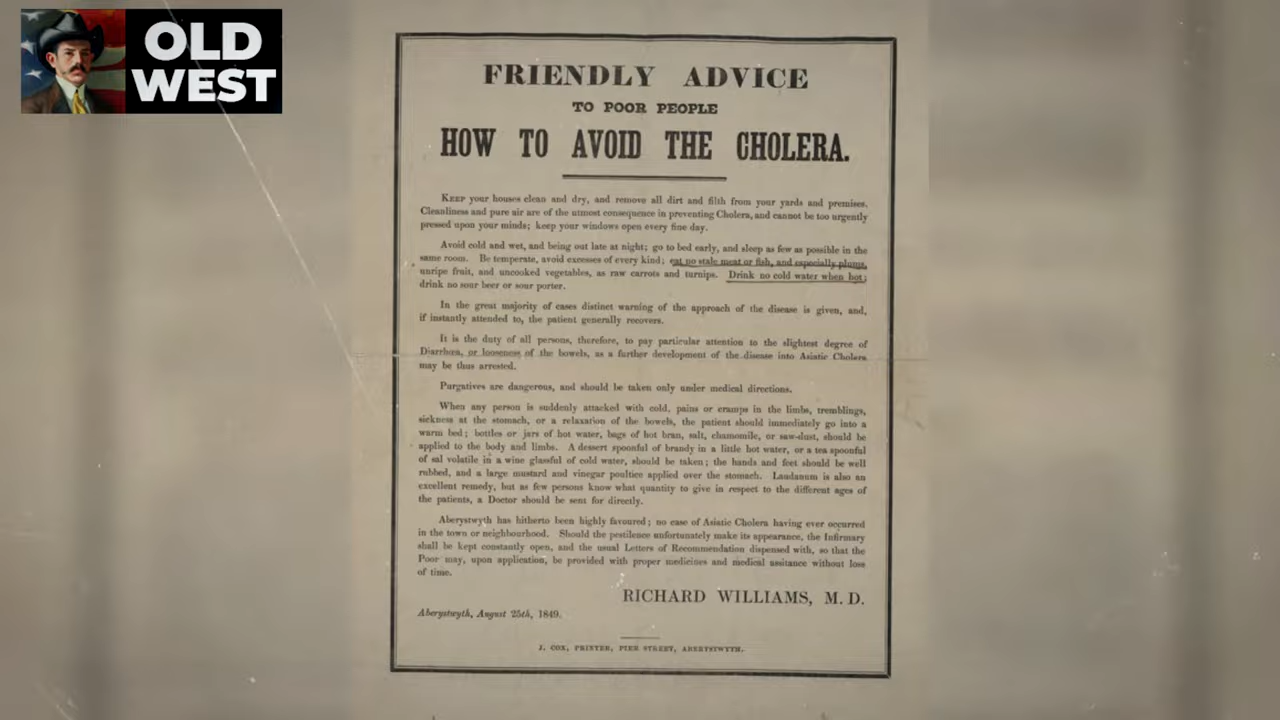 OLD
WEST
FRIENDLY ADVICE
TO POOR PEOPLE
HOW TO AVOID THE CHOLERA.
KEEP your houses clean and dry, and remove all dirt and filth from your yards and premises.
Cleanliness and pure air are of the utmost consequence in preventing Cholera, and cannot be too urgently
pressed upon your minds; keep your windows open every fine day.
Avoid cold and wet, and being out late at night; go to bed early, and sleep as few as possible in the
same room. Be temperate, avoid excesses of every kind; eat no stale meat or fish, and especially plums,
unripe fruit, and uncooked vegetables, as raw carrots and turnips. Drink no cold water when hot;
drink no sour beer or sour porter.
In the great majority of cases distinct warning of the approach of the disease is given, and,
if instantly attended to, the patient generally recovers.
It is the duty of all persons, therefore, to pay particular attention to the slightest degree of
Diarrhœa, or looseness of the bowels, as a further development of the disease into Asiatic Cholera
may be thus arrested.
Purgatives are dangerous, and should be taken only under medical directions.
When any person is suddenly attacked with cold, pains or cramps in the limbs, tremblings,
sickness at the stomach, or a relaxation of the bowels, the patient should immediately go into a
warm bed; bottles or jars of hot water, bags of hot bran, salt, chamomile, or saw-dust, should be
applied to the body and limbs. A dessert spoonful of brandy in a little hot water, or a tea spoonful
of sal volatile in a wine glassful of cold water, should be taken; the hands and feet should be well
rubbed, and a large mustard and vinegar poultice applied over the stomach. Laudanum is also an
excellent remedy, but as few persons know what quantity to give in respect to the different ages of
the patients, a Doctor should be sent for directly.
Aberystwyth has hitherto been highly favoured; no case of Asiatic Cholera having ever occurred
in the town or neighbourhood. Should the pestilence unfortunately make its appearance, the Infirmary
shall be kept constantly open, and the usual Letters of Recommendation dispensed with, so that the
Poor may, upon application, be provided with proper medicines and medical assitance without loss
of time.
RICHARD WILLIAMS, M. D.
Aberystwyth, August 25th, 1849.
J. COX, PRINTER, PIER STREET, ABERYSTWYTH.